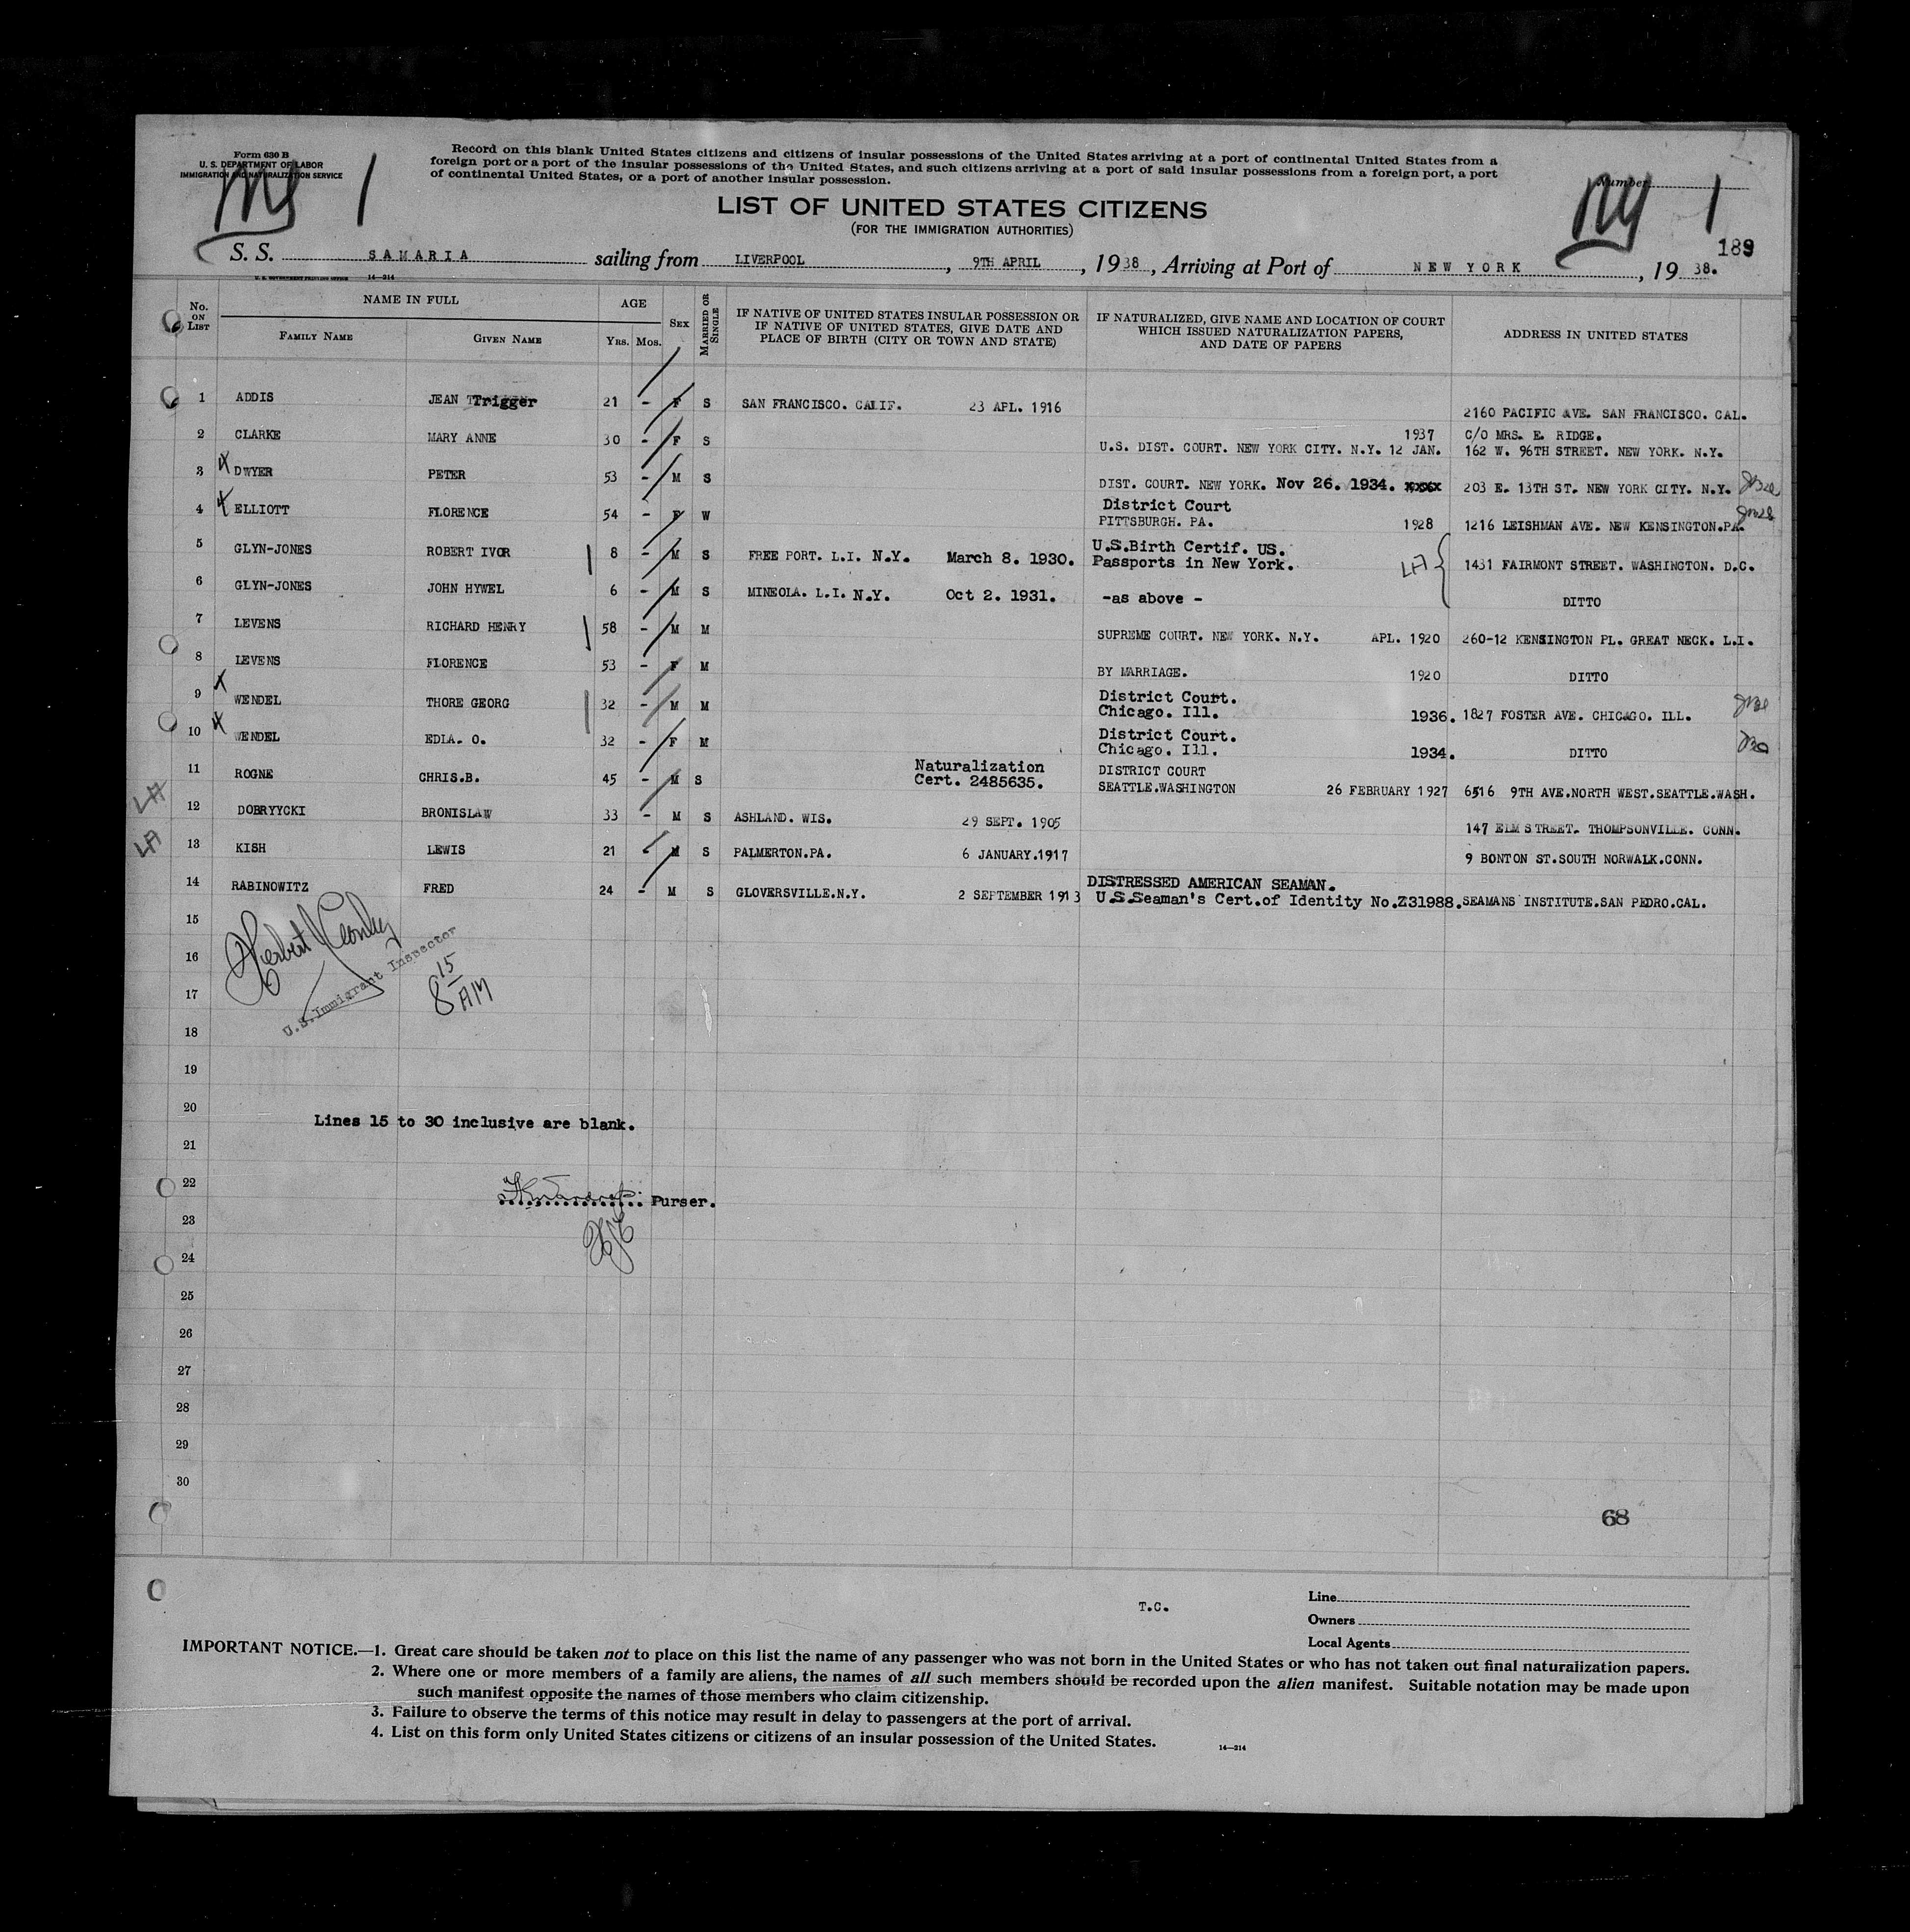 Form 630 B
U. S. DEPARTMENT OF LABOR
IMMIGRATION AND NATURALIZATION SERVICE
Record on this blank United States citizens and citizens of insular possessions of the United States arriving at a port of continental United States from a
foreign port or a port of the insular possessions of the United States, and such citizens arriving at a port of said insular possessions from a foreign port, a port
of continental United States, or a port of another insular possession.
Number
NY 1
NY 1
189
LIST OF UNITED STATES CITIZENS
(FOR THE IMMIGRATION AUTHORITIES)
S. S. SAMARIA sailing from LIVERPOOL, 9TH APRIL, 1938, Arriving at Port of NEW YORK, 1938.
U. S. GOVERNMENT PRINTING OFFICE 14—214
No. ON LIST
NAME IN FULL
FAMILY NAME GIVEN NAME
AGE
YRS. MOS.
SEX
MARRIED OR SINGLE
IF NATIVE OF UNITED STATES INSULAR POSSESSION OR
IF NATIVE OF UNITED STATES, GIVE DATE AND
PLACE OF BIRTH (CITY OR TOWN AND STATE)
IF NATURALIZED, GIVE NAME AND LOCATION OF COURT
WHICH ISSUED NATURALIZATION PAPERS,
AND DATE OF PAPERS
ADDRESS IN UNITED STATES
1 ADDIS JEAN Trigger 21 - F S SAN FRANCISCO. CALIF. 23 APL. 1916 2160 PACIFIC AVE. SAN FRANCISCO. CAL.
2 CLARKE MARY ANNE 30 - F S U.S. DIST. COURT. NEW YORK CITY. N.Y. 12 JAN. 1937 C/O MRS. E. RIDGE.
162 W. 96TH STREET. NEW YORK. N.Y.
3 X DWYER PETER 53 - M S DIST. COURT. NEW YORK. Nov 26. 1934. xxxxx 203 E. 13TH ST. NEW YORK CITY. N.Y.
4 X ELLIOTT FLORENCE 54 - F W District Court
PITTSBURGH. PA. 1928 1216 LEISHMAN AVE. NEW KENSINGTON.PA.
5 GLYN-JONES ROBERT IVOR 8 - M S FREE PORT. L.I. N.Y. March 8. 1930. U.S.Birth Certif. US.
Passports in New York. LA 1431 FAIRMONT STREET. WASHINGTON. D.C.
6 GLYN-JONES JOHN HYWEL 6 - M S MINEOLA. L.I. N.Y. Oct 2. 1931. -as above - DITTO
7 LEVENS RICHARD HENRY 58 - M M SUPREME COURT. NEW YORK. N.Y. APL. 1920 260-12 KENSINGTON PL. GREAT NECK. L.I.
8 LEVENS FLORENCE 53 - F M BY MARRIAGE. 1920 DITTO
9 X WENDEL THORE GEORG 32 - M M District Court.
Chicago. Ill. 1936. 1827 FOSTER AVE. CHICAGO. ILL.
10 X WENDEL EDLA. O. 32 - F M District Court.
Chicago. Ill. 1934. DITTO
11 ROGNE CHRIS.B. 45 - M S Naturalization
Cert. 2485635. DISTRICT COURT
SEATTLE.WASHINGTON 26 FEBRUARY 1927 6516 9TH AVE.NORTH WEST.SEATTLE.WASH.
LA 12 DOBRYYCKI BRONISLAW 33 - M S ASHLAND. WIS. 29 SEPT. 1905 147 ELM STREET. THOMPSONVILLE. CONN.
LA 13 KISH LEWIS 21 - M S PALMERTON.PA. 6 JANUARY.1917 9 BONTON ST.SOUTH NORWALK.CONN.
14 RABINOWITZ FRED 24 - M S GLOVERSVILLE.N.Y. 2 SEPTEMBER 1913 DISTRESSED AMERICAN SEAMAN.
U.S.Seaman's Cert.of Identity No.Z31988. SEAMANS INSTITUTE.SAN PEDRO.CAL.
15
Herbert
16
U.S. Immigrant Inspector
8 15 AM
17
18
19
20
Lines 15 to 30 inclusive are blank.
21
22
Purser.
23
24
25
26
27
28
29
30
68
T.C.
Line
Owners
Local Agents
IMPORTANT NOTICE.—1. Great care should be taken not to place on this list the name of any passenger who was not born in the United States or who has not taken out final naturalization papers.
2. Where one or more members of a family are aliens, the names of all such members should be recorded upon the alien manifest. Suitable notation may be made upon
such manifest opposite the names of those members who claim citizenship.
3. Failure to observe the terms of this notice may result in delay to passengers at the port of arrival.
4. List on this form only United States citizens or citizens of an insular possession of the United States.
14—214